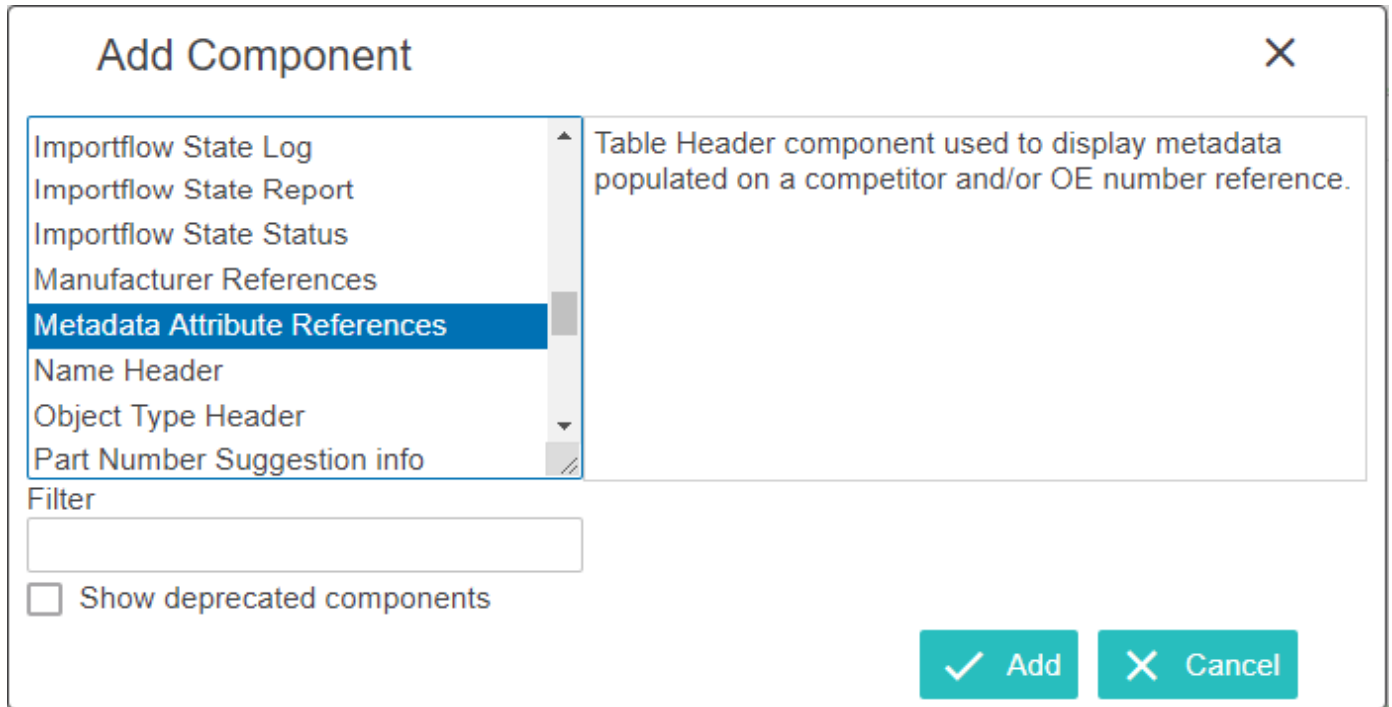 Add Component
Importflow State Log
Importflow State Report
Importflow State Status
Manufacturer References
Metadata Attribute References
Name Header
Object Type Header
Part Number Suggestion info
Table Header component used to display metadata
populated on a competitor and/or OE number reference.
Filter
Show deprecated components
Add
Cancel